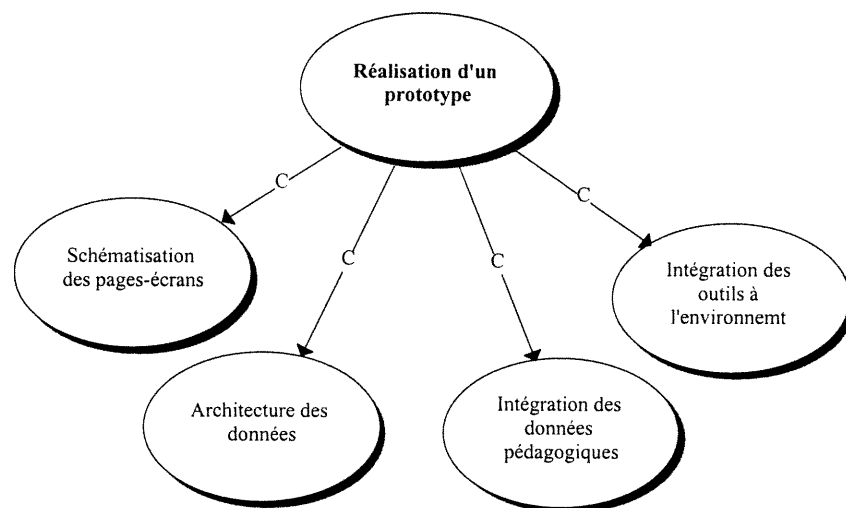 Réalisation d'un
prototype
C
C
C
C
Schématisation
des pages-écrans
Intégration des
outils à
l'environnemt
Architecture des
données
Intégration des
données
pédagogiques